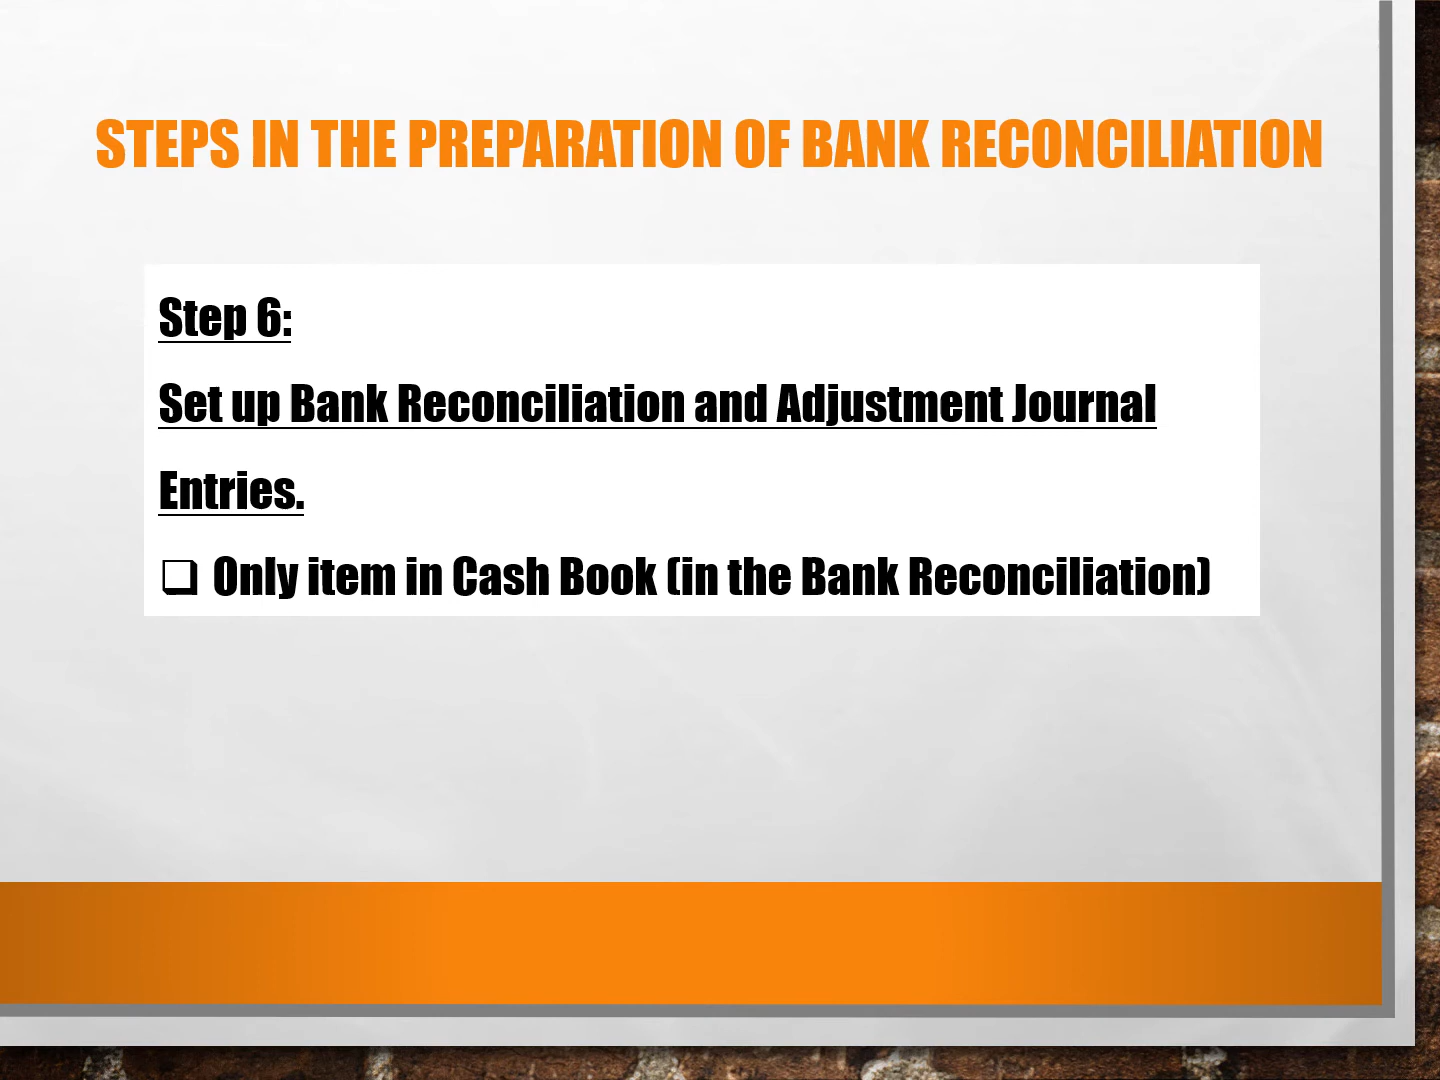 STEPS IN THE PREPARATION OF BANK RECONCILIATION
Step 6:
Set up Bank Reconciliation and Adjustment Journal
Entries.
❑ Only item in Cash Book (in the Bank Reconciliation)